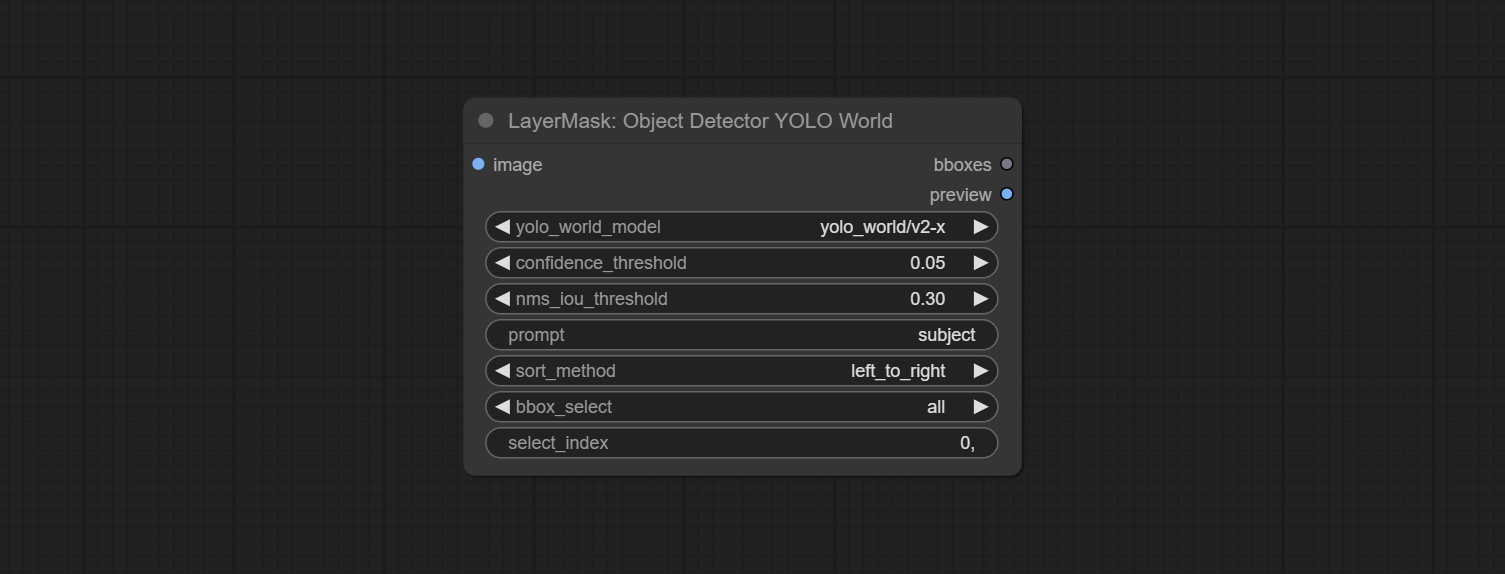 LayerMask: Object Detector YOLO World
image bboxes
preview
yolo_world_model yolo_world/v2-x
confidence_threshold 0.05
nms_iou_threshold 0.30
prompt subject
sort_method left_to_right
bbox_select all
select_index 0,